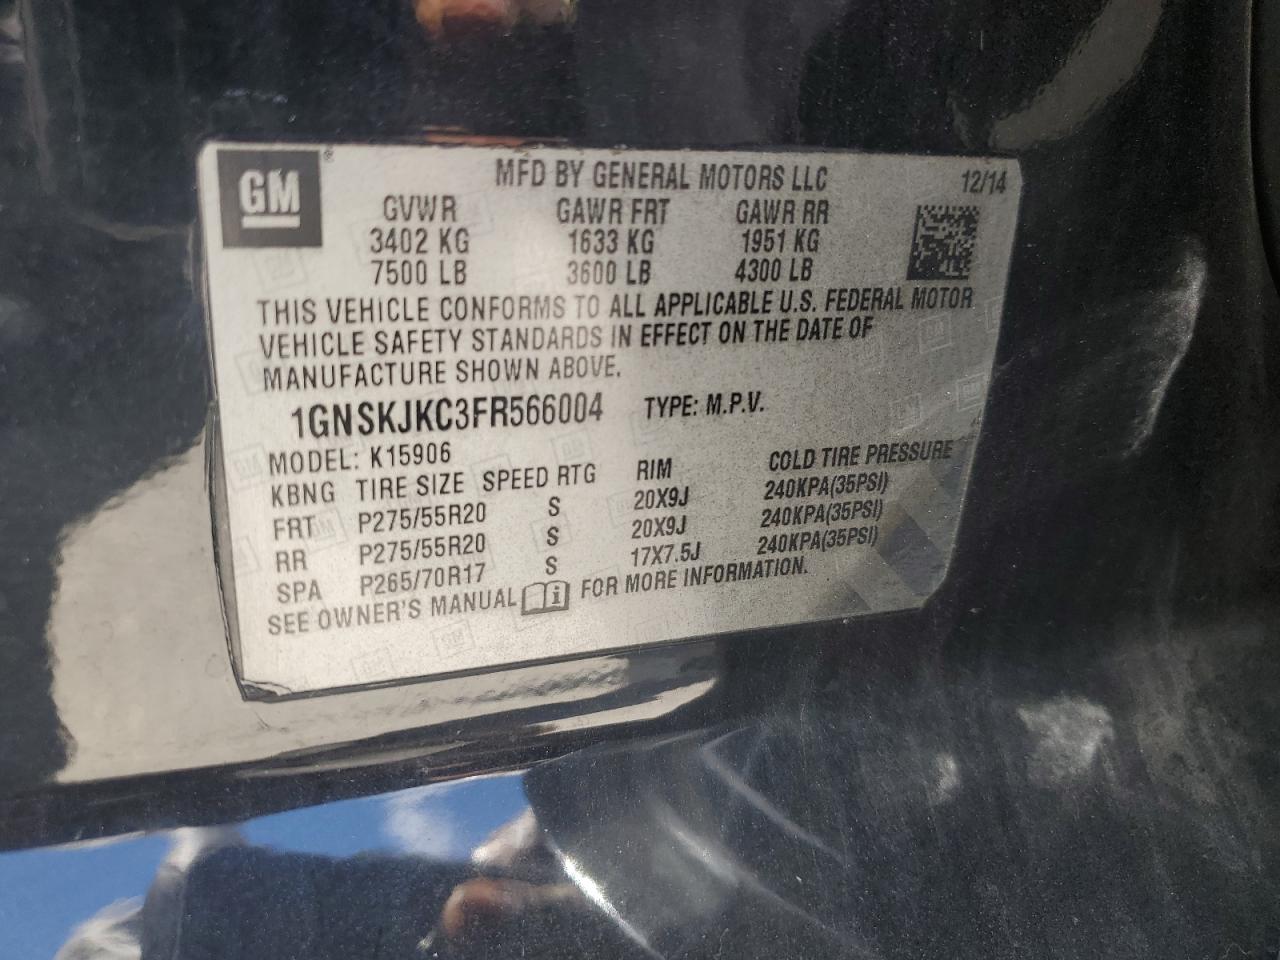 GM ®
MFD BY GENERAL MOTORS LLC 12/14
GVWR GAWR FRT GAWR RR
3402 KG 1633 KG 1951 KG
7500 LB 3600 LB 4300 LB
THIS VEHICLE CONFORMS TO ALL APPLICABLE U.S. FEDERAL MOTOR
VEHICLE SAFETY STANDARDS IN EFFECT ON THE DATE OF
MANUFACTURE SHOWN ABOVE.
1GNSKJKC3FR566004 TYPE: M.P.V.
MODEL: K15906
KBNG TIRE SIZE SPEED RTG RIM COLD TIRE PRESSURE
FRT P275/55R20 S 20X9J 240KPA(35PSI)
RR P275/55R20 S 20X9J 240KPA(35PSI)
SPA P265/70R17 S 17X7.5J 240KPA(35PSI)
SEE OWNER'S MANUAL i FOR MORE INFORMATION.